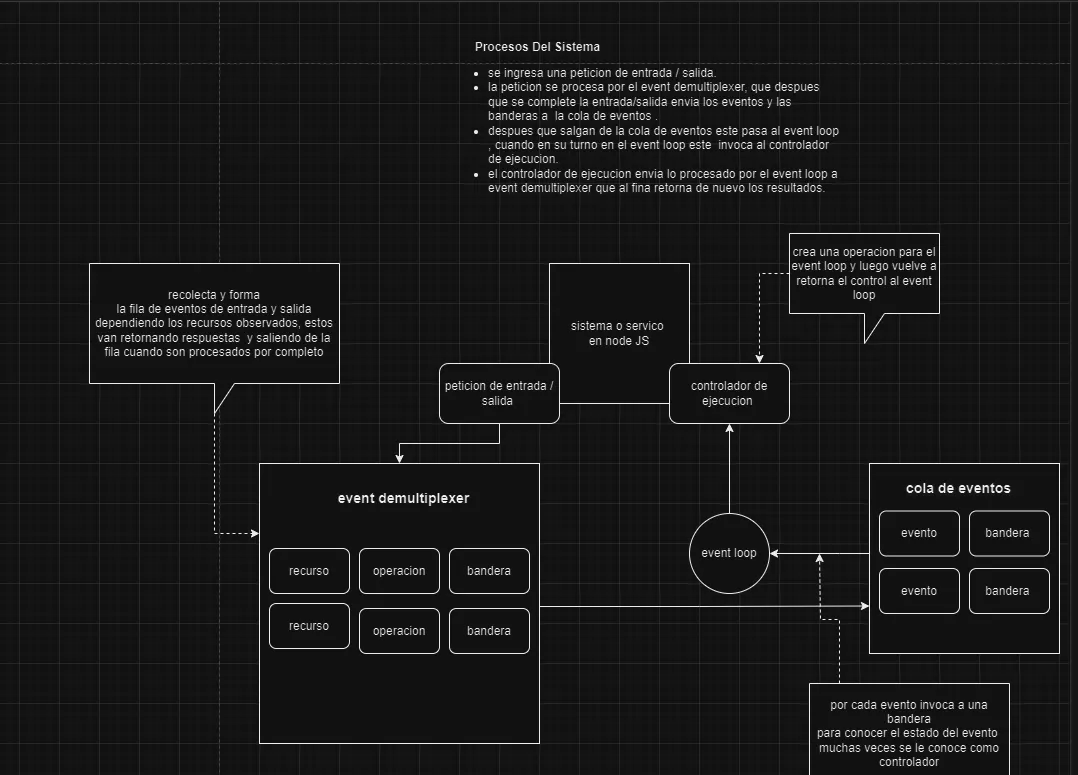 Procesos Del Sistema
se ingresa una peticion de entrada / salida.
la peticion se procesa por el event demultiplexer, que despues
que se complete la entrada/salida envia los eventos y las
banderas a la cola de eventos .
despues que salgan de la cola de eventos este pasa al event loop
, cuando en su turno en el event loop este invoca al controlador
de ejecucion.
el controlador de ejecucion envia lo procesado por el event loop a
event demultiplexer que al fina retorna de nuevo los resultados.
crea una operacion para el
event loop y luego vuelve a
retorna el control al event
loop
recolecta y forma
la fila de eventos de entrada y salida
dependiendo los recursos observados, estos
van retornando respuestas y saliendo de la
fila cuando son procesados por completo
sistema o servico
en node JS
peticion de entrada /
salida
controlador de
ejecucion
event demultiplexer
recurso
operacion
bandera
recurso
operacion
bandera
event loop
cola de eventos
evento
bandera
evento
bandera
por cada evento invoca a una
bandera
para conocer el estado del evento
muchas veces se le conoce como
controlador